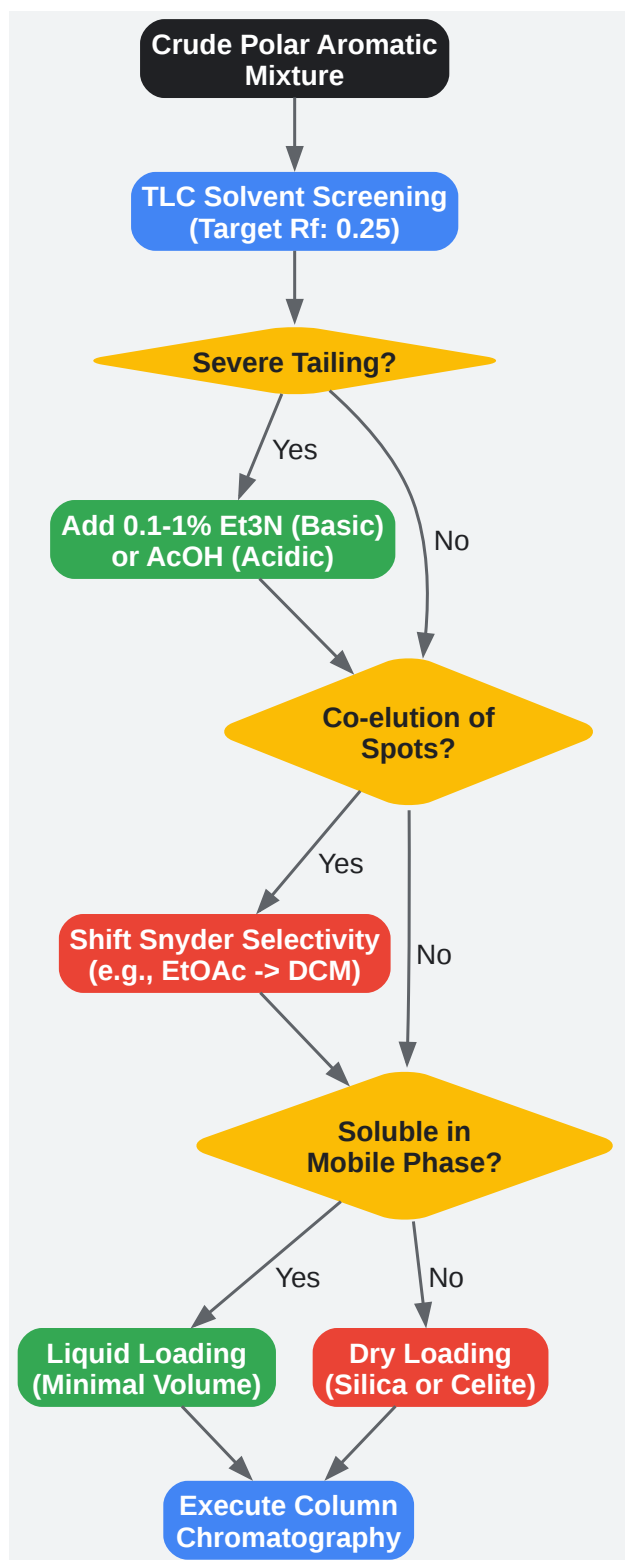 Crude Polar Aromatic
Mixture
TLC Solvent Screening
(Target Rf: 0.25)
Severe Tailing?
Yes
Add 0.1-1% Et3N (Basic)
or AcOH (Acidic)
No
Co-elution of
Spots?
Yes
Shift Snyder Selectivity
(e.g., EtOAc -> DCM)
No
Soluble in
Mobile Phase?
Yes
No
Liquid Loading
(Minimal Volume)
Dry Loading
(Silica or Celite)
Execute Column
Chromatography